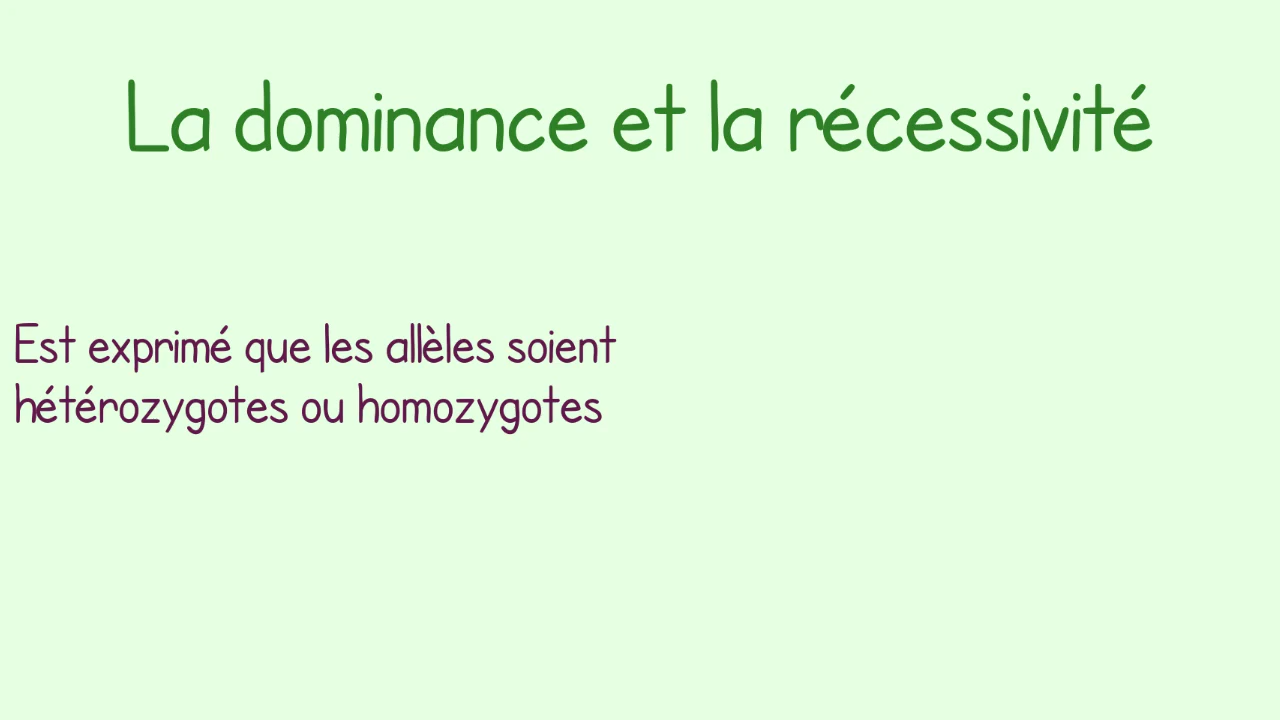 La dominance et la récessivité
Est exprimé que les allèles soient
hétérozygotes ou homozygotes